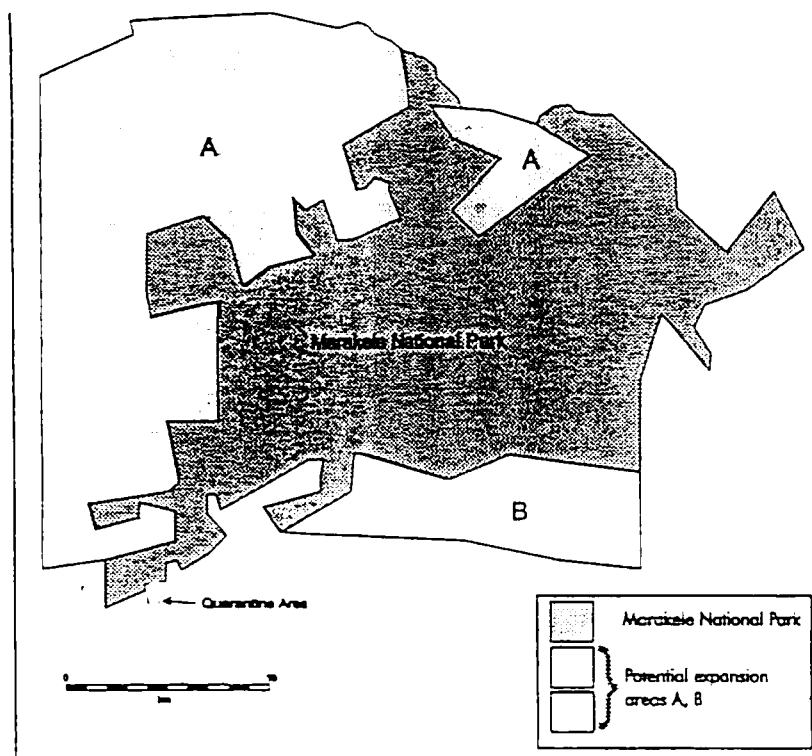 A
A
Marakele National Park
B
Quarantine Area
0
10
km
Marakele National Park
Potential expansion
areas A, B